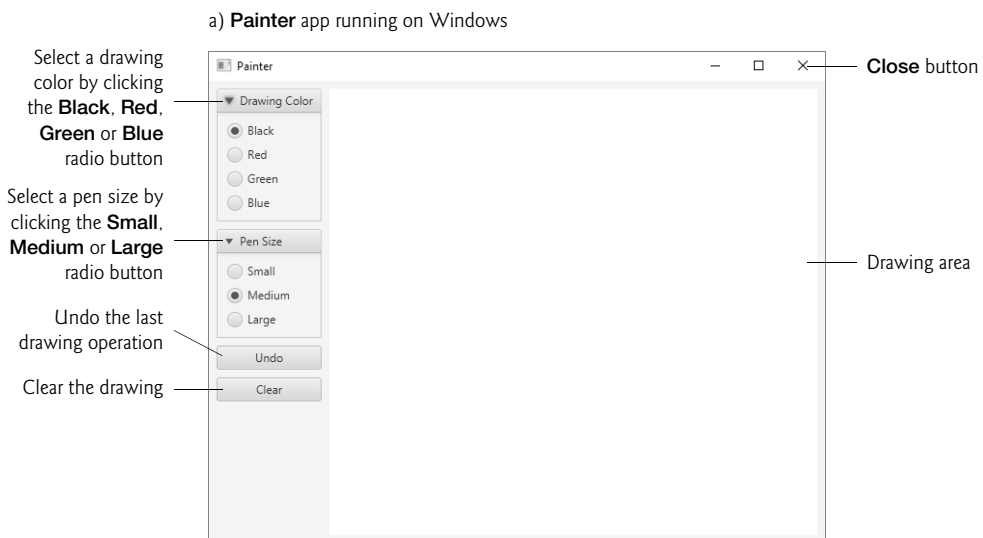 a) Painter app running on Windows
Select a drawing
color by clicking
the Black, Red,
Green or Blue
radio button
Select a pen size by
clicking the Small,
Medium or Large
radio button
Undo the last
drawing operation
Clear the drawing
Painter
Drawing Color
Black
Red
Green
Blue
Pen Size
Small
Medium
Large
Undo
Clear
Close button
Drawing area